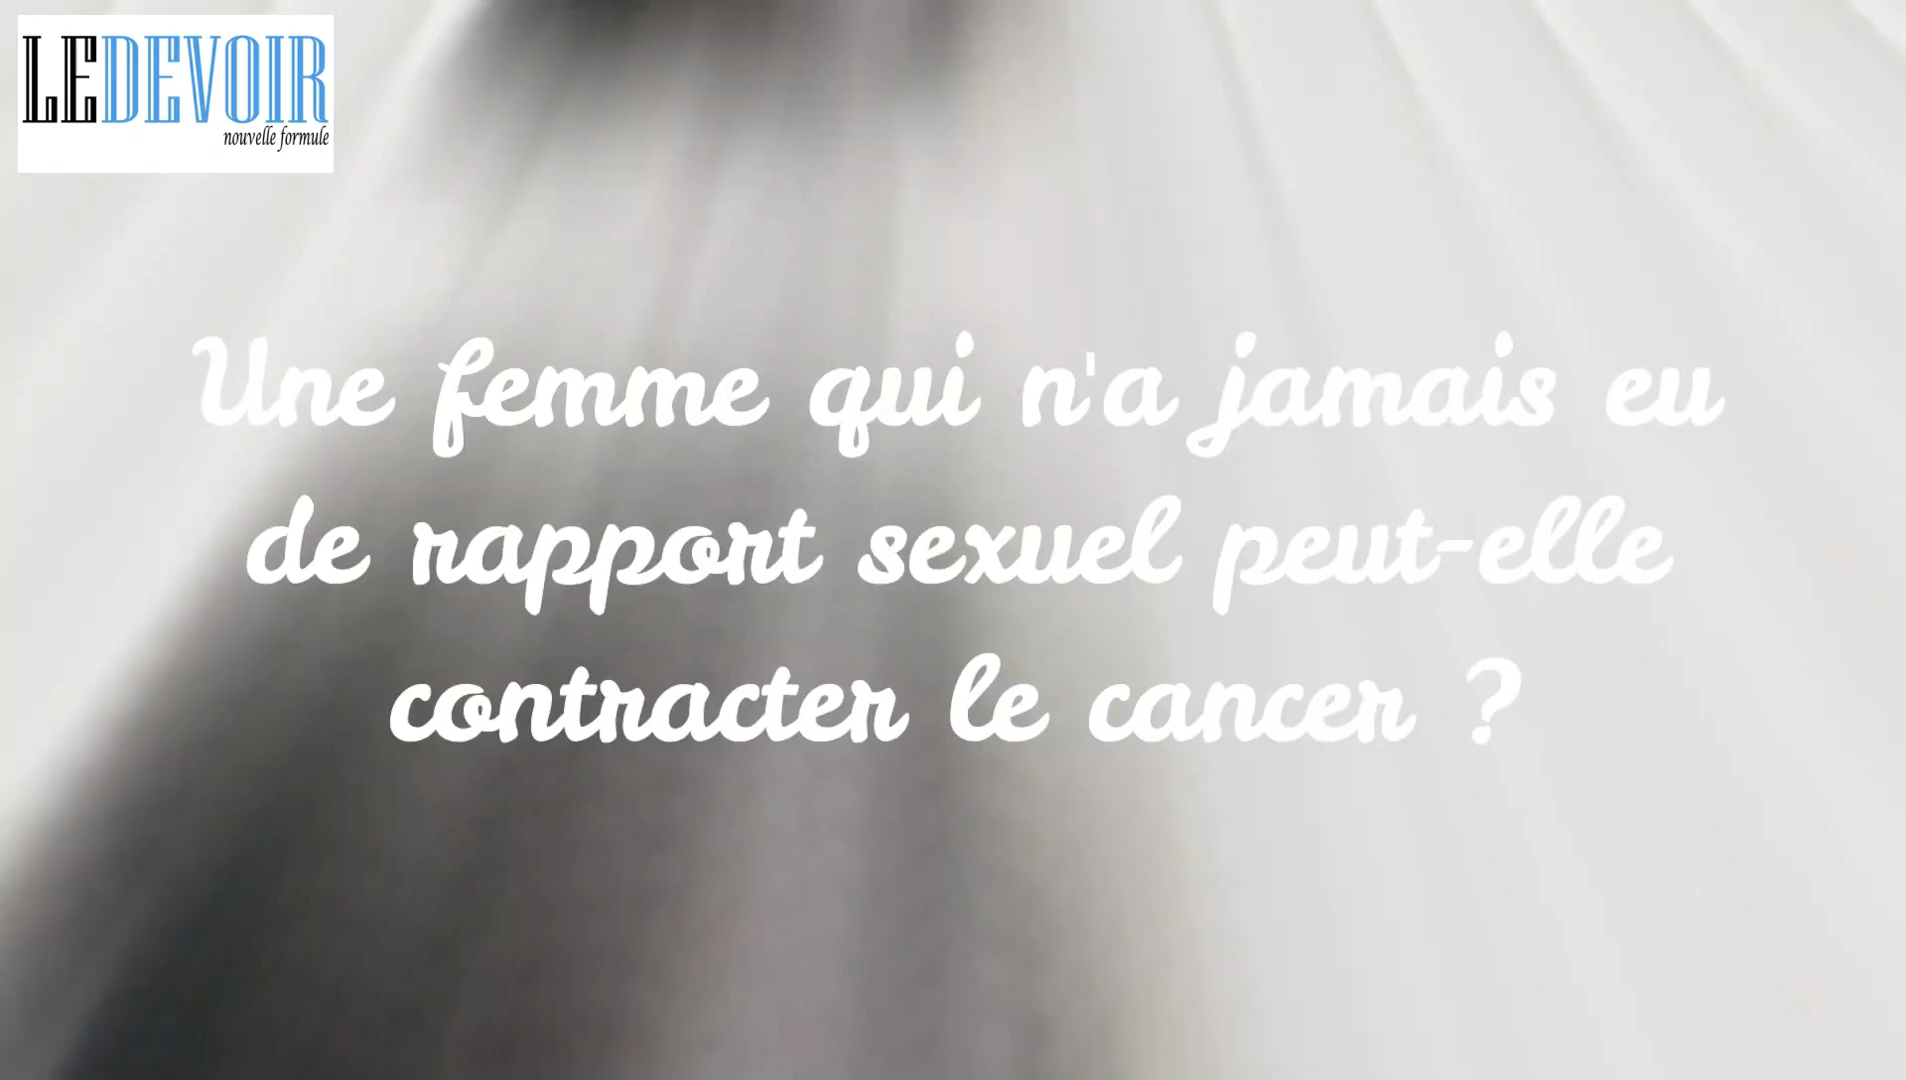 LEDEVOIR
nouvelle formule
Une femme qui n'a jamais eu
de rapport sexuel peut-elle
contracter le cancer ?